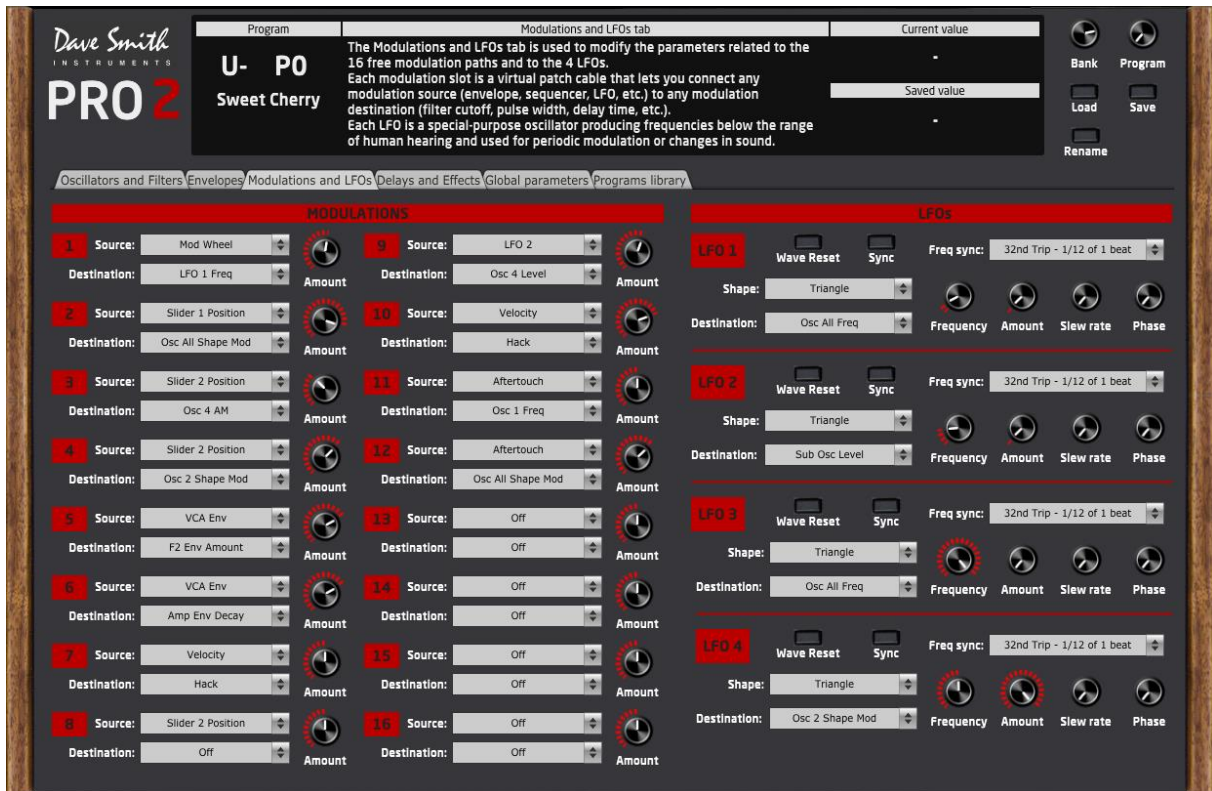 Dave Smith
INSTRUMENTS
PRO 2
Program
U- P0
Sweet Cherry
Modulations and LFOs tab
The Modulations and LFOs tab is used to modify the parameters related to the
16 free modulation paths and to the 4 LFOs.
Each modulation slot is a virtual patch cable that lets you connect any
modulation source (envelope, sequencer, LFO, etc.) to any modulation
destination (filter cutoff, pulse width, delay time, etc.).
Each LFO is a special-purpose oscillator producing frequencies below the range
of human hearing and used for periodic modulation or changes in sound.
Current value
-
Saved value
-
Bank Program
Load Save
Rename
Oscillators and Filters Envelopes Modulations and LFOs Delays and Effects Global parameters Programs library
MODULATIONS
1 Source: Mod Wheel
Destination: LFO 1 Freq Amount
2 Source: Slider 1 Position
Destination: Osc All Shape Mod Amount
3 Source: Slider 2 Position
Destination: Osc 4 AM Amount
4 Source: Slider 2 Position
Destination: Osc 2 Shape Mod Amount
5 Source: VCA Env
Destination: F2 Env Amount Amount
6 Source: VCA Env
Destination: Amp Env Decay Amount
7 Source: Velocity
Destination: Hack Amount
8 Source: Slider 2 Position
Destination: Off Amount
9 Source: LFO 2
Destination: Osc 4 Level Amount
10 Source: Velocity
Destination: Hack Amount
11 Source: Aftertouch
Destination: Osc 1 Freq Amount
12 Source: Aftertouch
Destination: Osc All Shape Mod Amount
13 Source: Off
Destination: Off Amount
14 Source: Off
Destination: Off Amount
15 Source: Off
Destination: Off Amount
16 Source: Off
Destination: Off Amount
LFOs
LFO 1 Wave Reset Sync Freq sync: 32nd Trip - 1/12 of 1 beat
Shape: Triangle
Destination: Osc All Freq Frequency Amount Slew rate Phase
LFO 2 Wave Reset Sync Freq sync: 32nd Trip - 1/12 of 1 beat
Shape: Triangle
Destination: Sub Osc Level Frequency Amount Slew rate Phase
LFO 3 Wave Reset Sync Freq sync: 32nd Trip - 1/12 of 1 beat
Shape: Triangle
Destination: Osc All Freq Frequency Amount Slew rate Phase
LFO 4 Wave Reset Sync Freq sync: 32nd Trip - 1/12 of 1 beat
Shape: Triangle
Destination: Osc 2 Shape Mod Frequency Amount Slew rate Phase